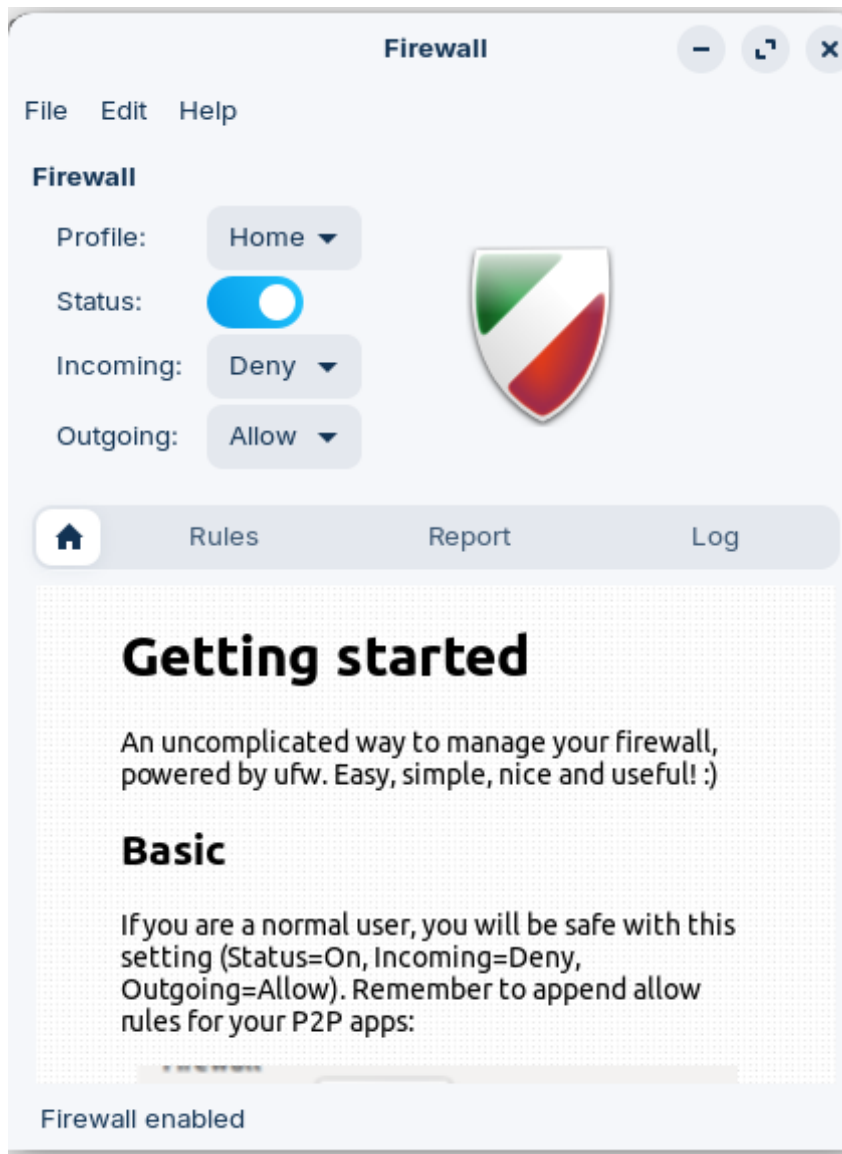 Firewall
File Edit Help
Firewall
Profile: Home
Status:
Incoming: Deny
Outgoing: Allow
Rules Report Log
Getting started
An uncomplicated way to manage your firewall,
powered by ufw. Easy, simple, nice and useful! :)
Basic
If you are a normal user, you will be safe with this
setting (Status=On, Incoming=Deny,
Outgoing=Allow). Remember to append allow
rules for your P2P apps:
Firewall enabled